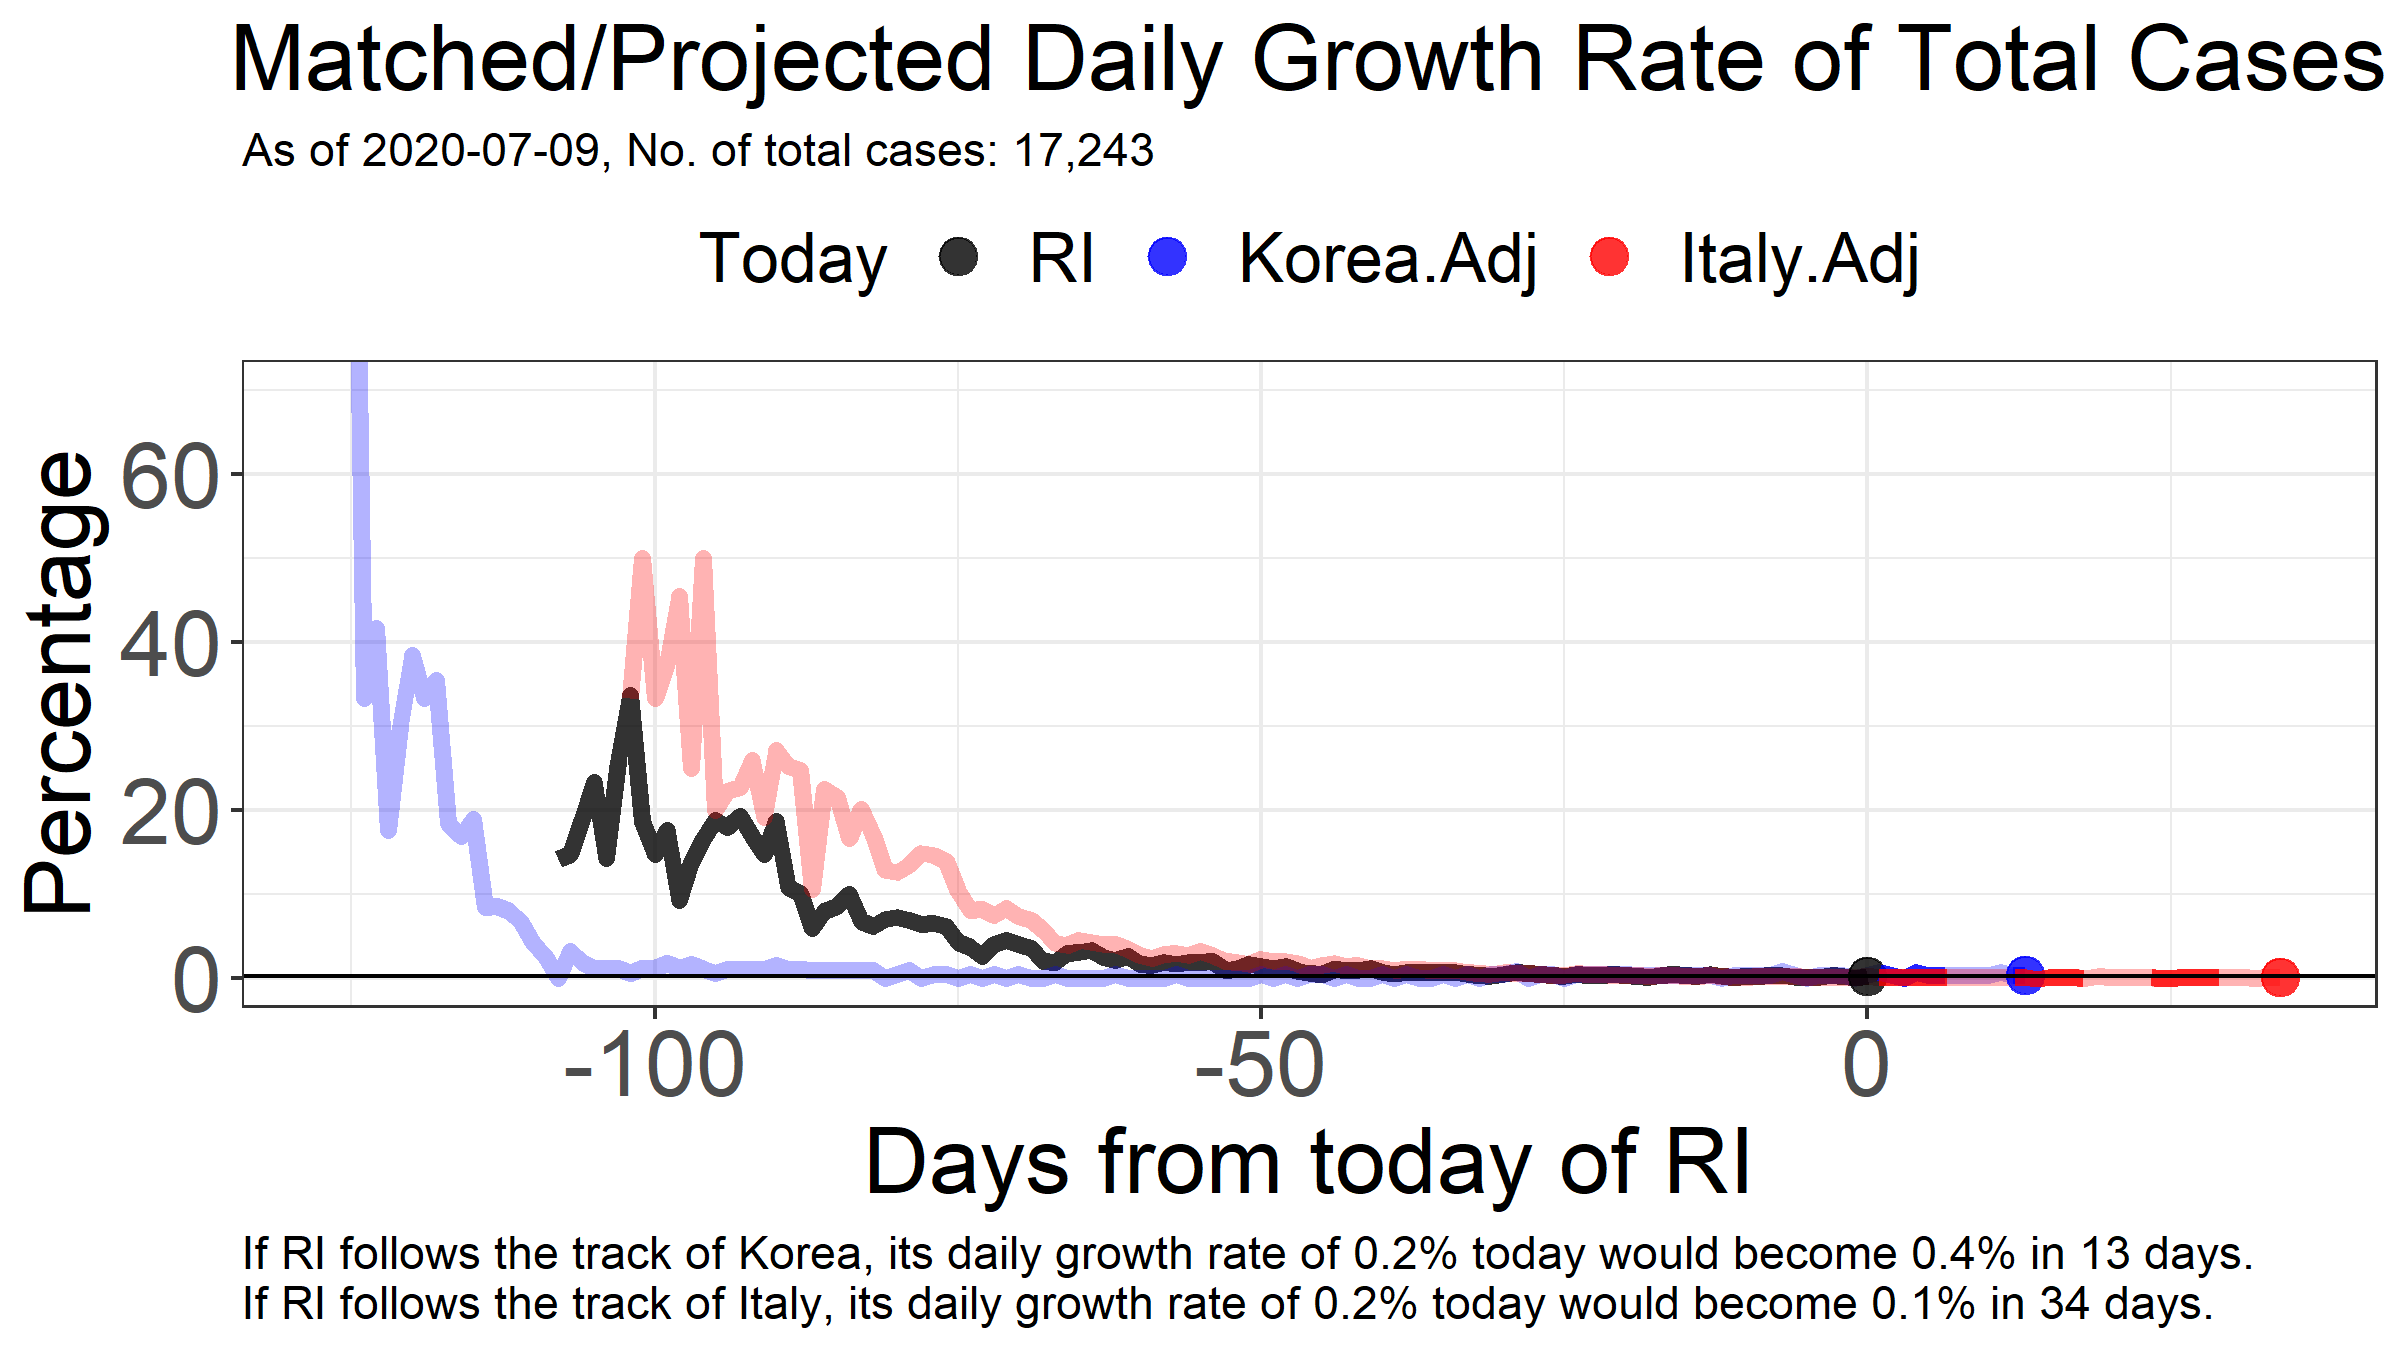 Matched/Projected Daily Growth Rate of Total Cases
As of 2020-07-09, No. of total cases: 17,243
Today RI Korea.Adj Italy.Adj
Percentage
60
40
20
0
-100 -50 0
Days from today of RI
If RI follows the track of Korea, its daily growth rate of 0.2% today would become 0.4% in 13 days.
If RI follows the track of Italy, its daily growth rate of 0.2% today would become 0.1% in 34 days.